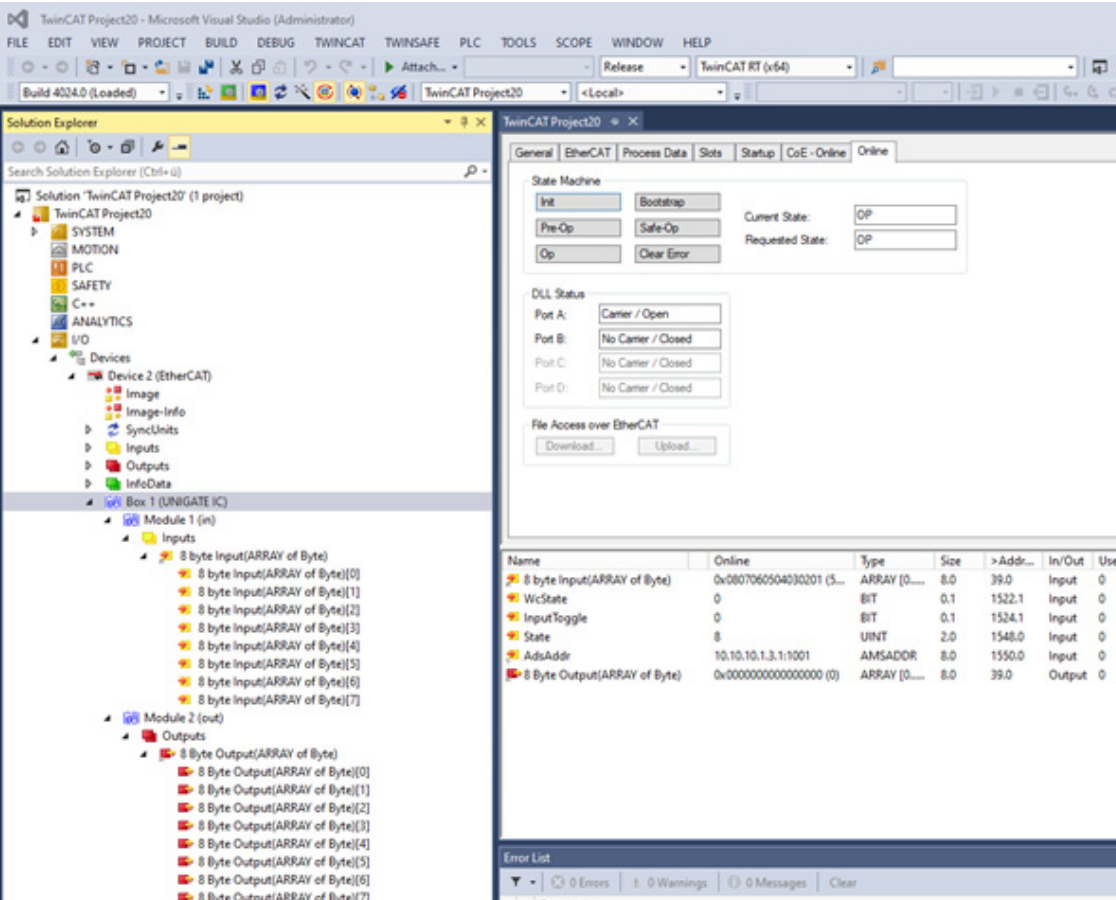 TwinCAT Project20 - Microsoft Visual Studio (Administrator)
FILE EDIT VIEW PROJECT BUILD DEBUG TWINCAT TWINSAFE PLC TOOLS SCOPE WINDOW HELP
Attach... Release TwinCAT RT (x64)
Build 4024.0 (Loaded) TwinCAT Project20 <Local>
Solution Explorer
Search Solution Explorer (Ctrl+ü)
Solution 'TwinCAT Project20' (1 project)
TwinCAT Project20
SYSTEM
MOTION
PLC
SAFETY
C++
ANALYTICS
I/O
Devices
Device 2 (EtherCAT)
Image
Image-Info
SyncUnits
Inputs
Outputs
InfoData
Box 1 (UNIGATE IC)
Module 1 (in)
Inputs
8 byte Input(ARRAY of Byte)
8 byte Input(ARRAY of Byte)[0]
8 byte Input(ARRAY of Byte)[1]
8 byte Input(ARRAY of Byte)[2]
8 byte Input(ARRAY of Byte)[3]
8 byte Input(ARRAY of Byte)[4]
8 byte Input(ARRAY of Byte)[5]
8 byte Input(ARRAY of Byte)[6]
8 byte Input(ARRAY of Byte)[7]
Module 2 (out)
Outputs
8 Byte Output(ARRAY of Byte)
8 Byte Output(ARRAY of Byte)[0]
8 Byte Output(ARRAY of Byte)[1]
8 Byte Output(ARRAY of Byte)[2]
8 Byte Output(ARRAY of Byte)[3]
8 Byte Output(ARRAY of Byte)[4]
8 Byte Output(ARRAY of Byte)[5]
8 Byte Output(ARRAY of Byte)[6]
8 Byte Output(ARRAY of Byte)[7]
TwinCAT Project20
General EtherCAT Process Data Slots Startup CoE - Online Online
State Machine
Init Bootstrap
Pre-Op Safe-Op
Op Clear Error
Current State: OP
Requested State: OP
DLL Status
Port A: Carrier / Open
Port B: No Carrier / Closed
Port C: No Carrier / Closed
Port D: No Carrier / Closed
File Access over EtherCAT
Download... Upload...
Name Online Type Size >Addr... In/Out Use
8 byte Input(ARRAY of Byte) 0x0807060504030201 (5... ARRAY [0..... 8.0 39.0 Input 0
WcState 0 BIT 0.1 1522.1 Input 0
InputToggle 0 BIT 0.1 1524.1 Input 0
State 8 UINT 2.0 1548.0 Input 0
AdsAddr 10.10.10.1.3.1:1001 AMSADDR 8.0 1550.0 Input 0
8 Byte Output(ARRAY of Byte) 0x0000000000000000 (0) ARRAY [0..... 8.0 39.0 Output 0
Error List
0 Errors 0 Warnings 0 Messages Clear